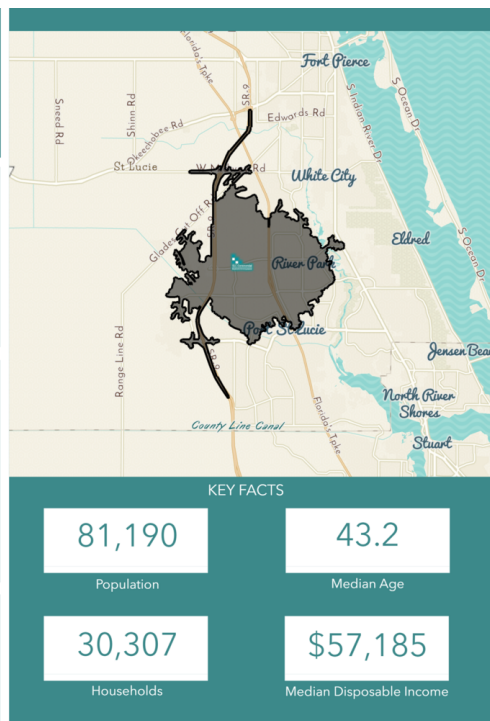 Fort Pierce
Florida's Tpke
SR-9
S Ocean Dr
S Indian River Dr
Sneed Rd
Shinn Rd
Okeechobee Rd
Edwards Rd
St Lucie
W M Rd
White City
Glades Cut Off R
Eldred
S Ocean Dr
River Park
Port St Lucie
Range Line Rd
SR-9
Jensen Bea
Florida's Tpke
North River
Shores
County Line Canal
Stuart
KEY FACTS
81,190
43.2
Population
Median Age
30,307
$57,185
Households
Median Disposable Income